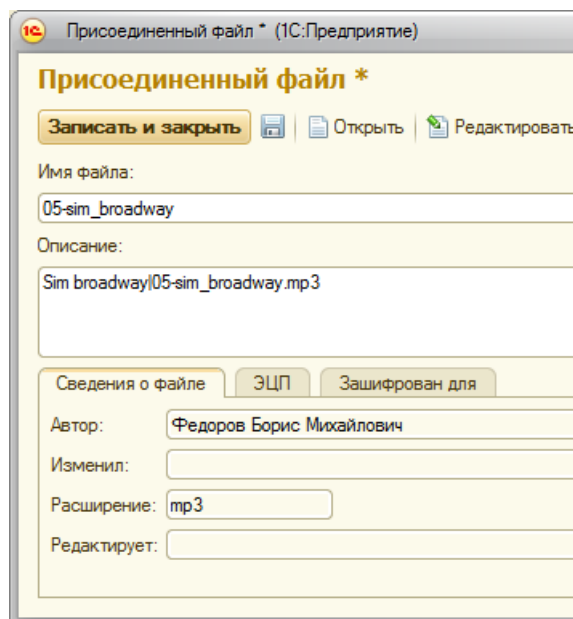 1С Присоединенный файл * (1С:Предприятие)
Присоединенный файл *
Записать и закрыть Открыть Редактировать
Имя файла:
05-sim_broadway
Описание:
Sim broadway|05-sim_broadway.mp3
Сведения о файле ЭЦП Зашифрован для
Автор: Федоров Борис Михайлович
Изменил:
Расширение: mp3
Редактирует: